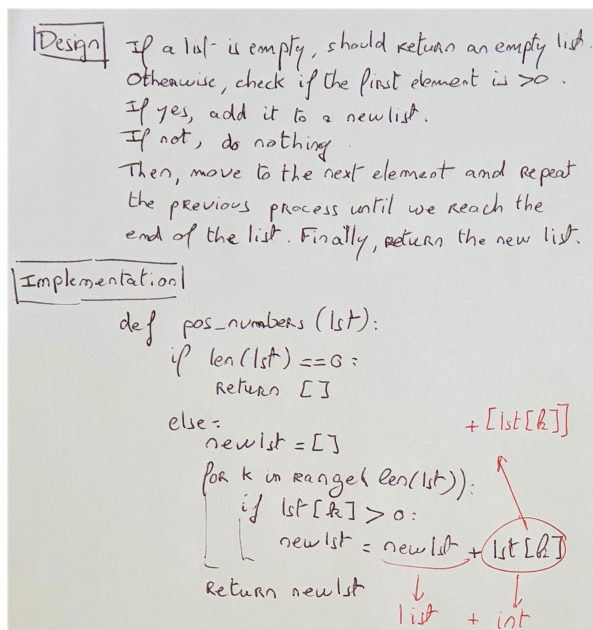 Design
If a list is empty, should return an empty list.
Otherwise, check if the first element is >0.
If yes, add it to a newlist.
If not, do nothing.
Then, move to the next element and repeat
the previous process until we reach the
end of the list. Finally, return the new list.
Implementation
def pos_numbers (lst):
if len(lst) ==0:
return []
else:
newlst = []
+ [lst[k]]
for k in range( len(lst)):
if lst[k] > 0:
newlst = newlst + lst[k]
return newlst
list + int